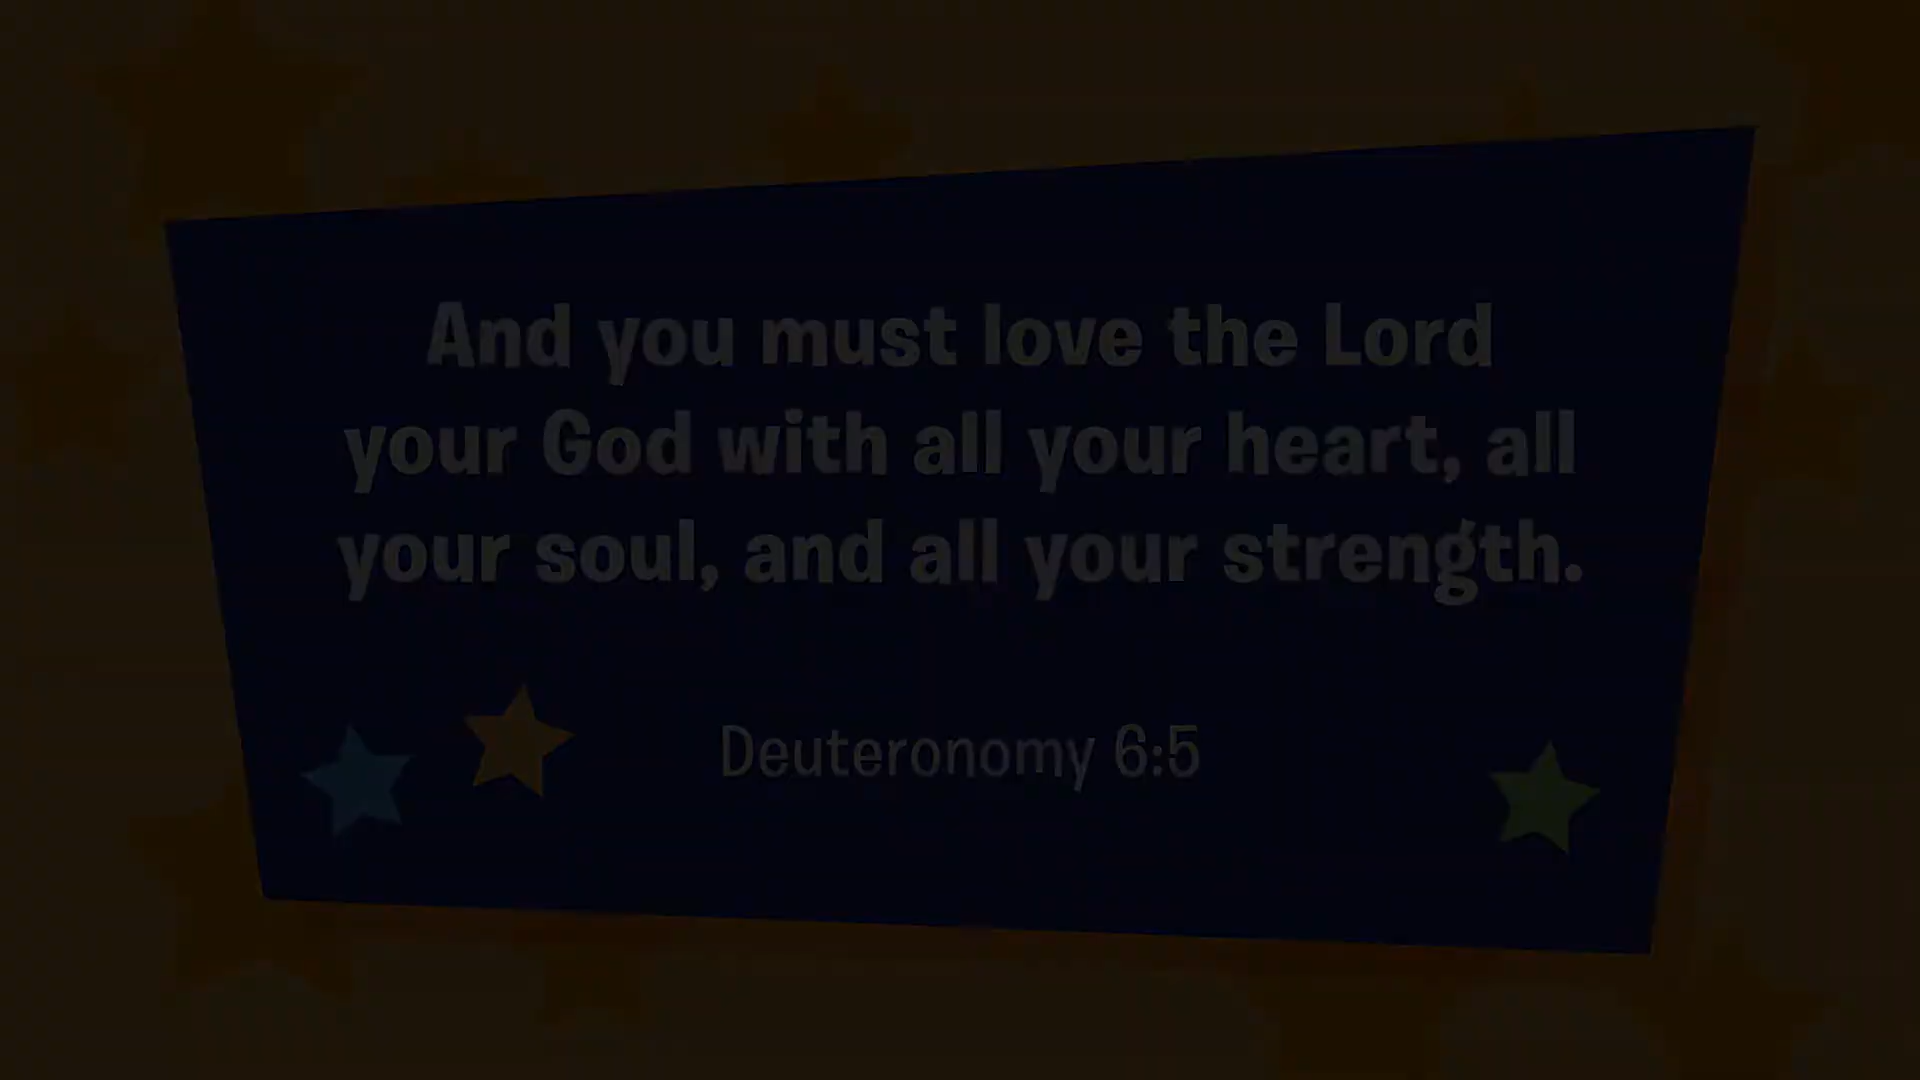 And you must love the Lord
your God with all your heart, all
your soul, and all your strength.
Deuteronomy 6:5